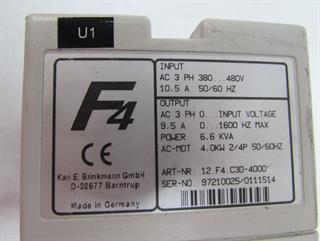 U1
F4
CE
Karl E. Brinkmann GmbH
D-32677 Barntrup
Made in Germany
INPUT
AC 3 PH 380...480V
10.5 A 50/60 HZ
OUTPUT
AC 3 PH 0...INPUT VOLTAGE
9.5 A 0...1600 HZ MAX
POWER 6.6 KVA
AC-MOT. 4.0KW 2/4P 50/60HZ
ART-NR. 12.F4.C3D-4000
SER-NO. 97210025/0111514